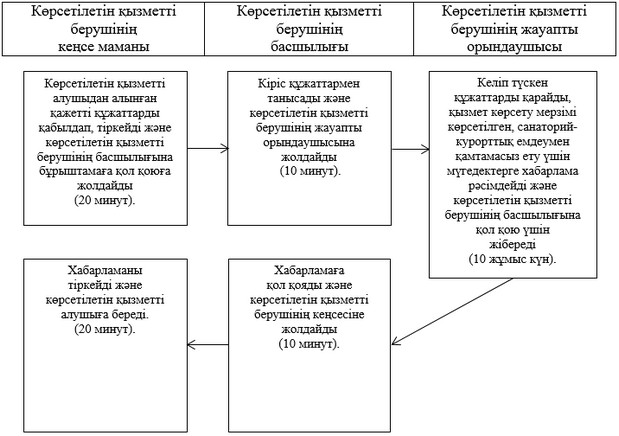 Көрсетілетін қызметті
берушінің
кеңсе маманы
Көрсетілетін қызметті
берушінің
басшылығы
Көрсетілетін қызметті
берушінің жауапты
орындаушысы
Көрсетілетін қызметті
алушыдан алынған
қажетті құжаттарды
қабылдап, тіркейді және
көрсетілетін қызметті
берушінің басшылығына
бұрыштамаға қол қоюға
жолдайды
(20 минут).
Кіріс құжаттармен
танысады және
көрсетілетін қызметті
берушінің жауапты
орындаушысына
жолдайды
(10 минут).
Келіп түскен
құжаттарды қарайды,
қызмет көрсету мерзімі
көрсетілген, санаторий-
курорттық емдеумен
қамтамасыз ету үшін
мүгедектерге хабарлама
рәсімдейді және
көрсетілетін қызметті
берушінің басшылығына
қол қою үшін
жібереді
(10 жұмыс күн).
Хабарламаны
тіркейді және
көрсетілетін қызметті
алушыға береді.
(20 минут).
Хабарламаға
қол қояды және
көрсетілетін қызметті
берушінің кеңсесіне
жолдайды
(10 минут).